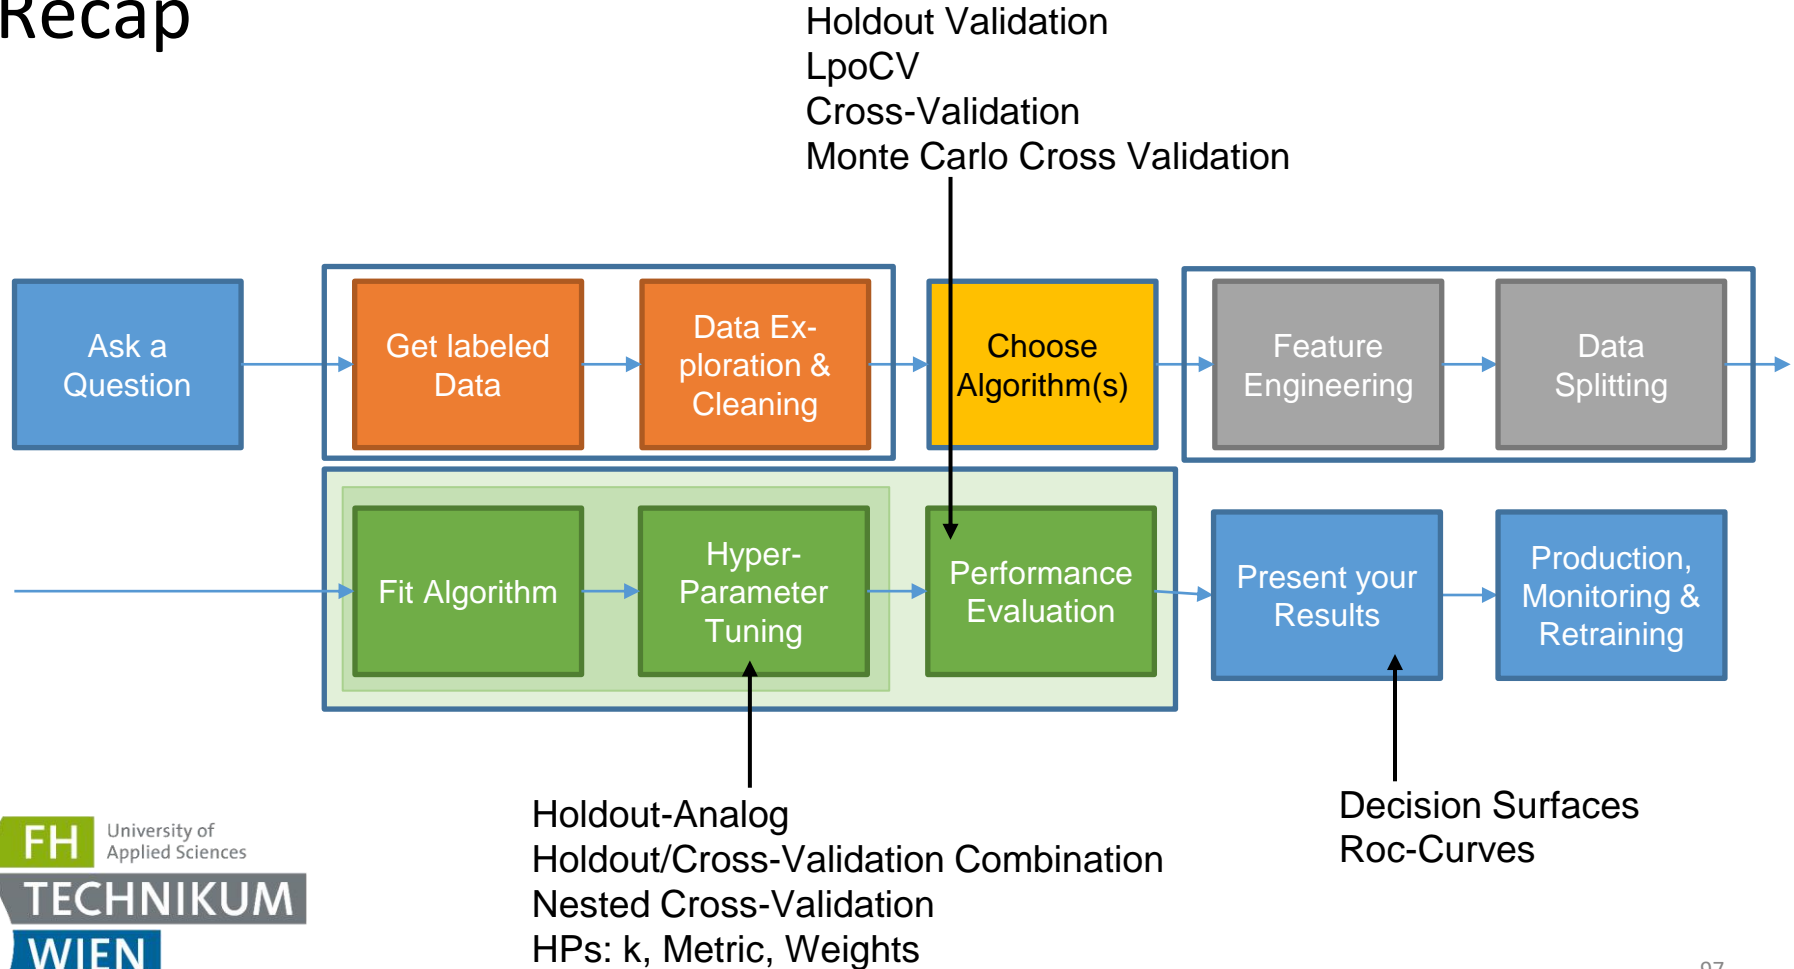 Recap
Holdout Validation
LpoCV
Cross-Validation
Monte Carlo Cross Validation
Ask a
Question
Get labeled
Data
Data Ex-
ploration &
Cleaning
Choose
Algorithm(s)
Feature
Engineering
Data
Splitting
Fit Algorithm
Hyper-
Parameter
Tuning
Performance
Evaluation
Present your
Results
Production,
Monitoring &
Retraining
Holdout-Analog
Holdout/Cross-Validation Combination
Nested Cross-Validation
HPs: k, Metric, Weights
Decision Surfaces
Roc-Curves
FH
University of
Applied Sciences
TECHNIKUM
WIEN
97